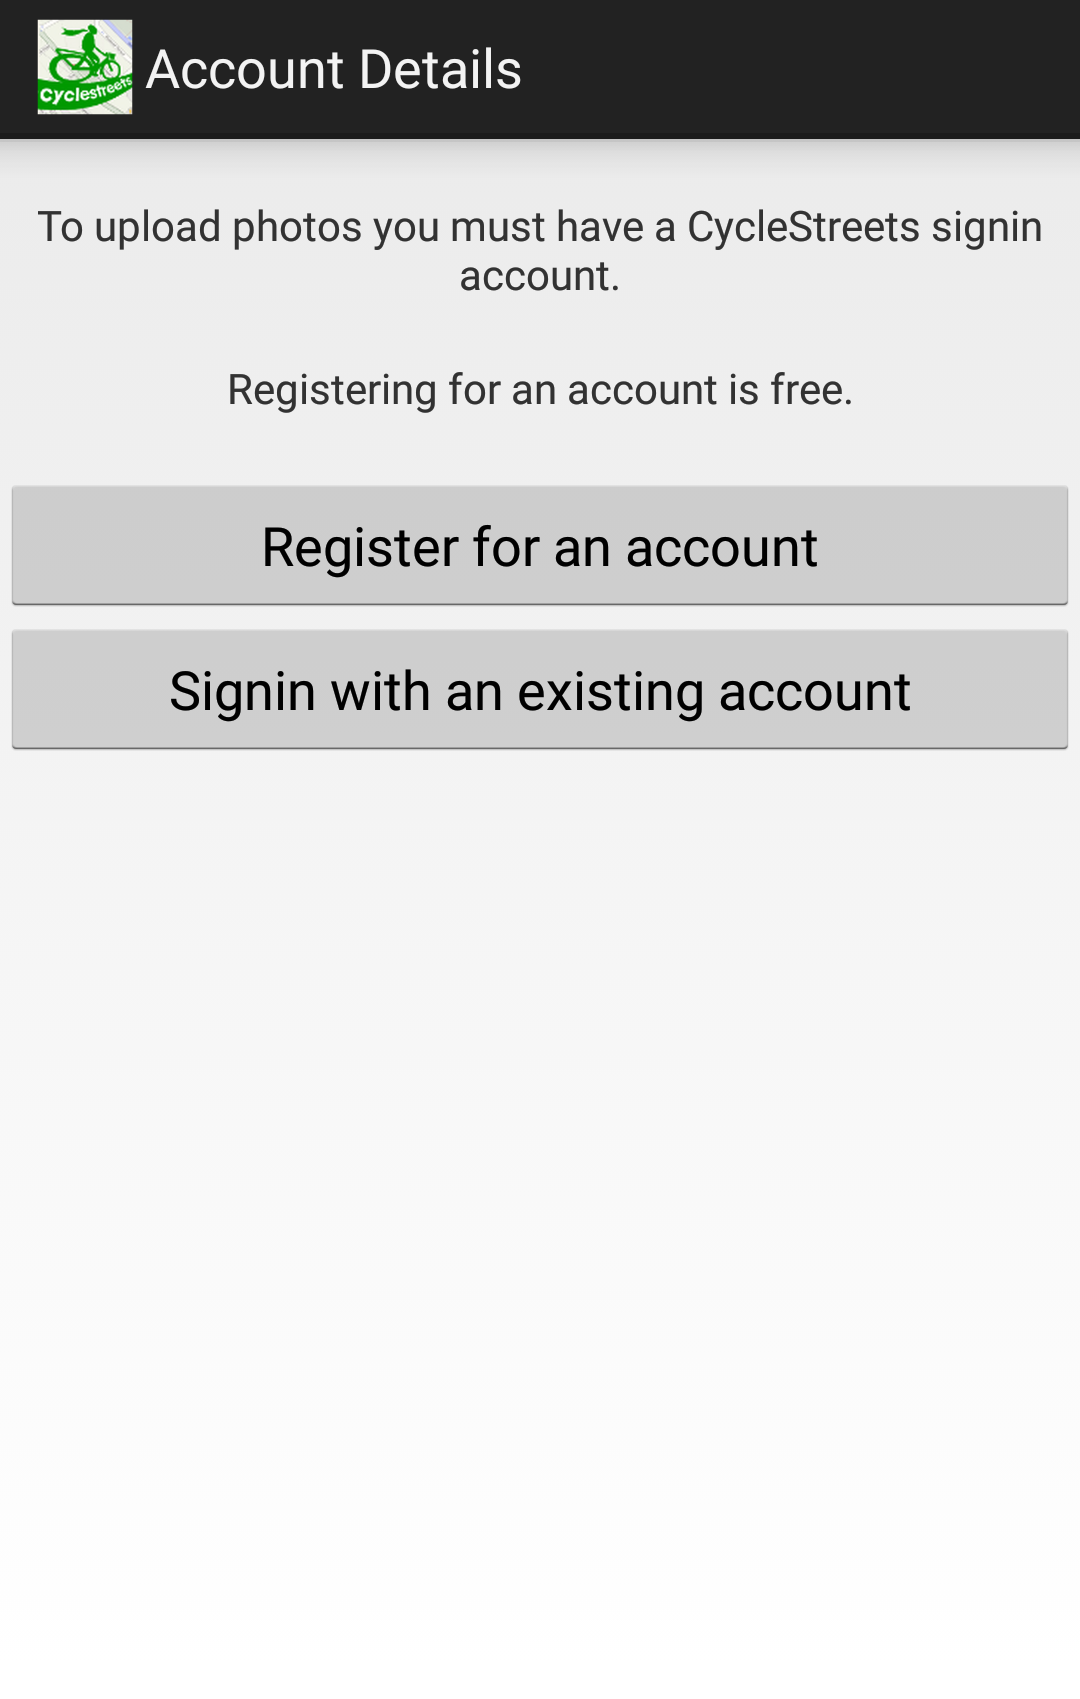 Cyclestreets
Account Details
To upload photos you must have a CycleStreets signin
account.
Registering for an account is free.
Register for an account
Signin with an existing account